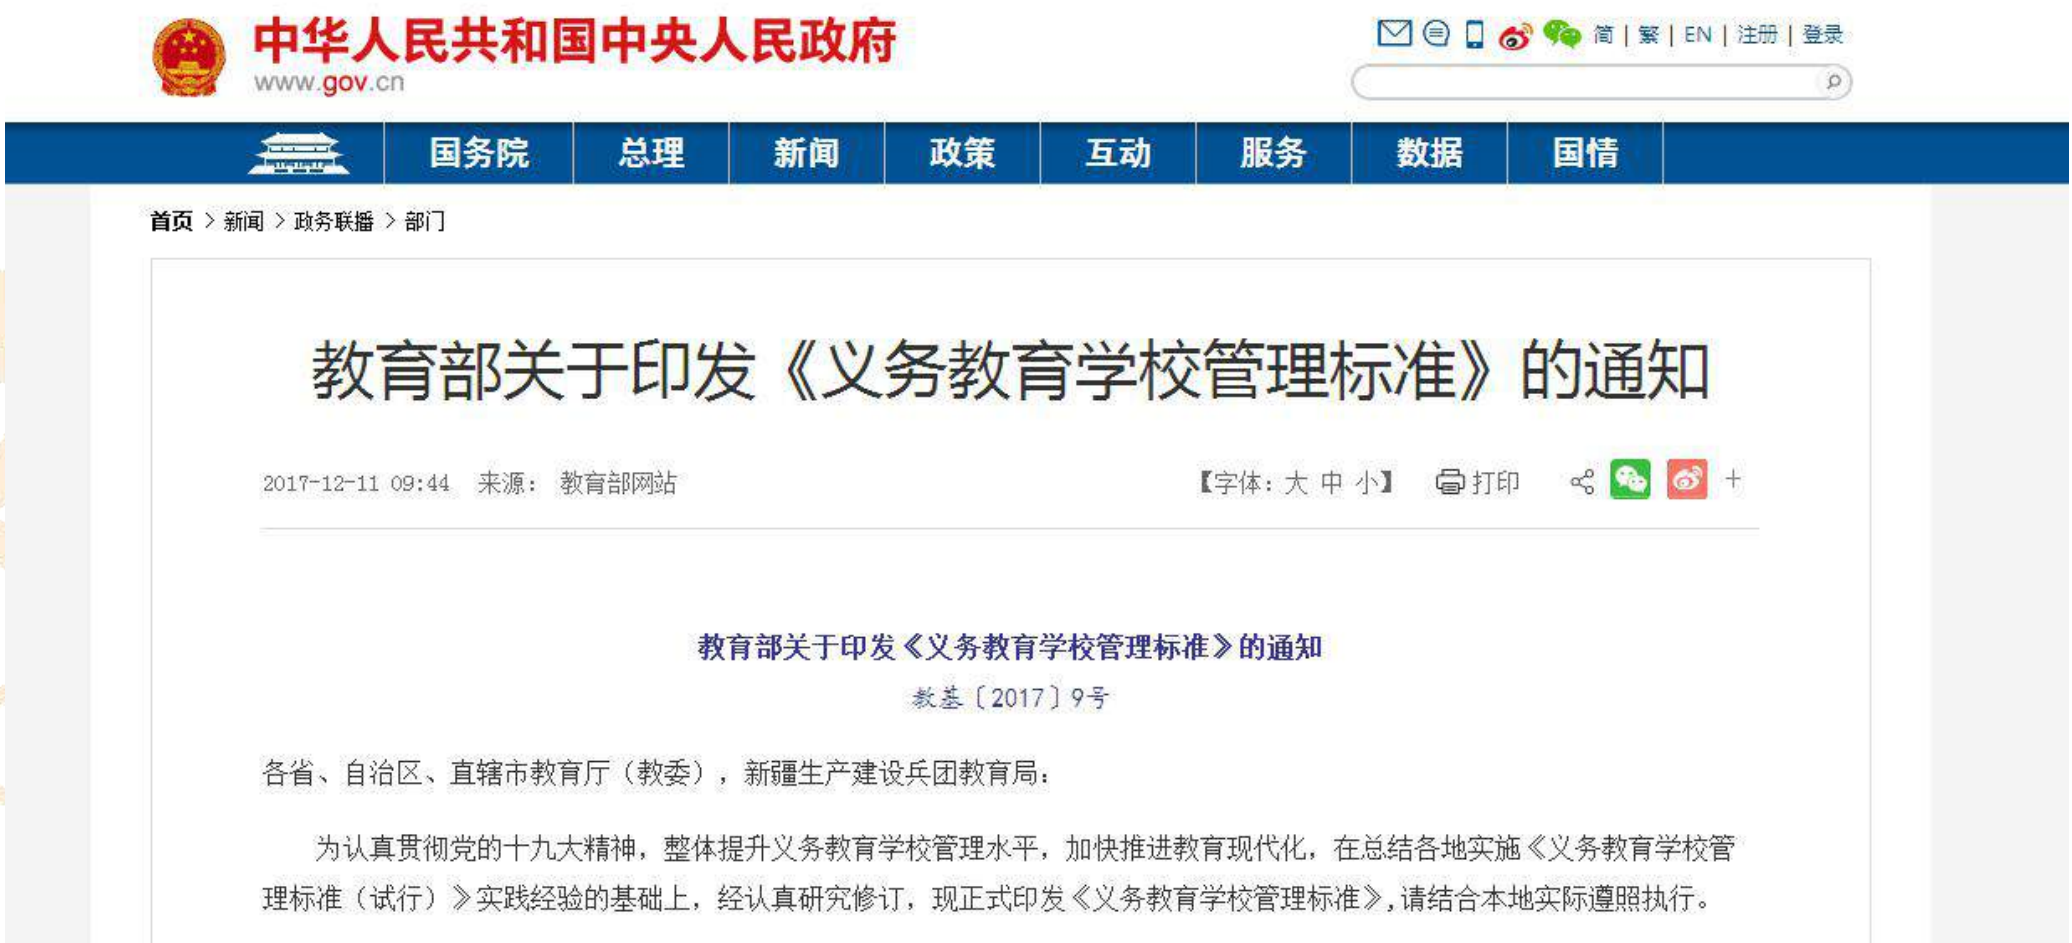 中华人民共和国中央人民政府
www.gov.cn
简 | 繁 | EN | 注册 | 登录
国务院 总理 新闻 政策 互动 服务 数据 国情
首页 > 新闻 > 政务联播 > 部门
教育部关于印发《义务教育学校管理标准》的通知
2017-12-11 09:44 来源： 教育部网站 【字体：大 中 小】 打印 +
教育部关于印发《义务教育学校管理标准》的通知
教基〔2017〕9号
各省、自治区、直辖市教育厅（教委），新疆生产建设兵团教育局：
为认真贯彻党的十九大精神，整体提升义务教育学校管理水平，加快推进教育现代化，在总结各地实施《义务教育学校管
理标准（试行）》实践经验的基础上，经认真研究修订，现正式印发《义务教育学校管理标准》,请结合本地实际遵照执行。